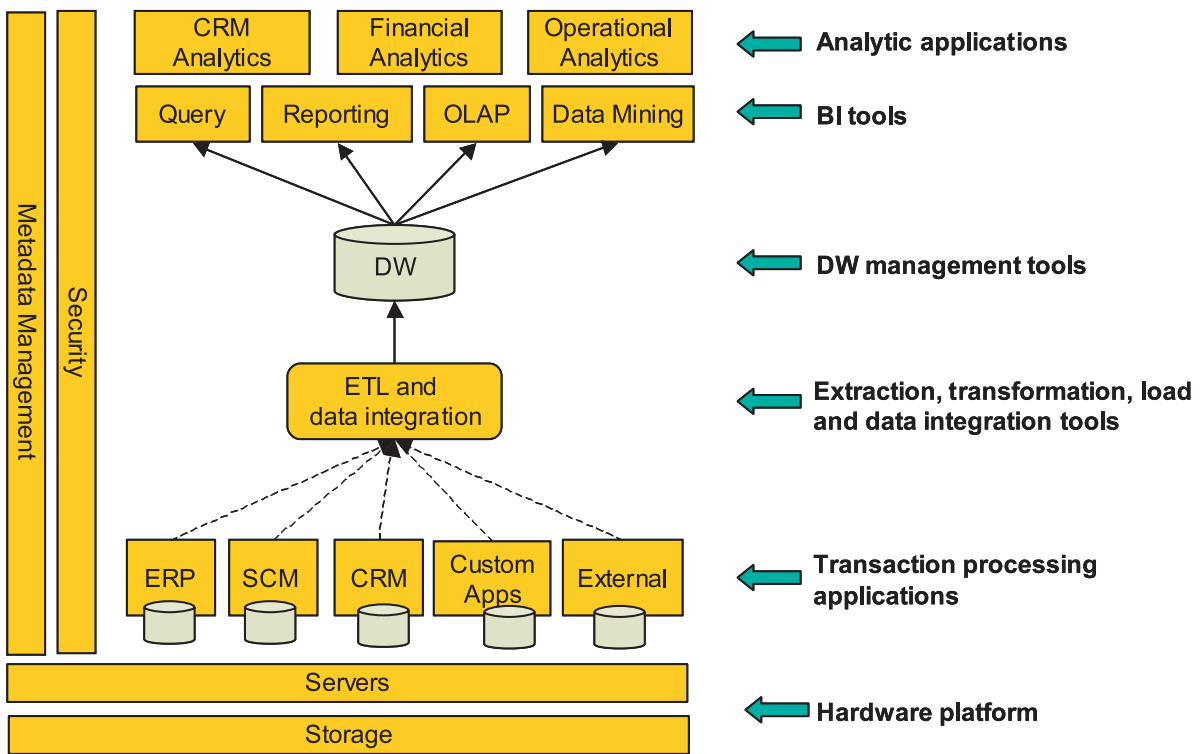 CRM
Analytics
Financial
Analytics
Operational
Analytics
Analytic applications
Query
Reporting
OLAP
Data Mining
BI tools
Metadata Management
Security
DW
DW management tools
ETL and
data integration
Extraction, transformation, load
and data integration tools
ERP
SCM
CRM
Custom
Apps
External
Transaction processing
applications
Servers
Storage
Hardware platform